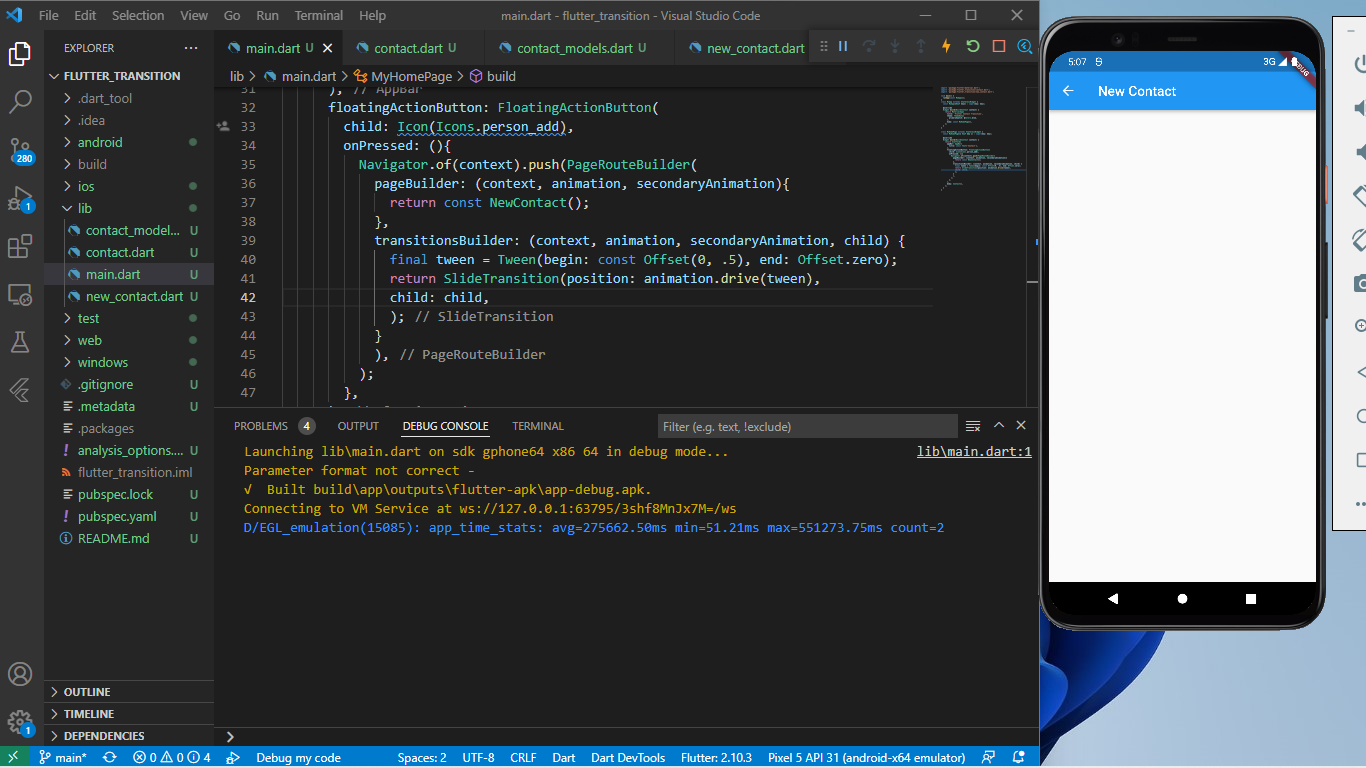 File Edit Selection View Go Run Terminal Help main.dart - flutter_transition - Visual Studio Code
EXPLORER
main.dart U contact.dart U contact_models.dart U new_contact.dart
FLUTTER_TRANSITION
lib > main.dart > MyHomePage > build
.dart_tool
.idea
android
build
ios
lib
contact_model... U
contact.dart U
main.dart U
new_contact.dart U
test
web
windows
.gitignore U
.metadata U
.packages
analysis_options.... U
flutter_transition.iml
pubspec.lock U
pubspec.yaml U
README.md U
OUTLINE
TIMELINE
DEPENDENCIES
280
1
1
31 ), // AppBar
32 floatingActionButton: FloatingActionButton(
33 child: Icon(Icons.person_add),
34 onPressed: (){
35 Navigator.of(context).push(PageRouteBuilder(
36 pageBuilder: (context, animation, secondaryAnimation){
37 return const NewContact();
38 },
39 transitionsBuilder: (context, animation, secondaryAnimation, child) {
40 final tween = Tween(begin: const Offset(0, .5), end: Offset.zero);
41 return SlideTransition(position: animation.drive(tween),
42 child: child,
43 ); // SlideTransition
44 }
45 ), // PageRouteBuilder
46 );
47 },
PROBLEMS 4 OUTPUT DEBUG CONSOLE TERMINAL Filter (e.g. text, !exclude)
Launching lib\main.dart on sdk gphone64 x86 64 in debug mode... lib\main.dart:1
Parameter format not correct -
√ Built build\app\outputs\flutter-apk\app-debug.apk.
Connecting to VM Service at ws://127.0.0.1:63795/3shf8MnJx7M=/ws
D/EGL_emulation(15085): app_time_stats: avg=275662.50ms min=51.21ms max=551273.75ms count=2
main* 0 0 4 Debug my code Spaces: 2 UTF-8 CRLF Dart Dart DevTools Flutter: 2.10.3 Pixel 5 API 31 (android-x64 emulator)
5:07 3G
DEBUG
New Contact